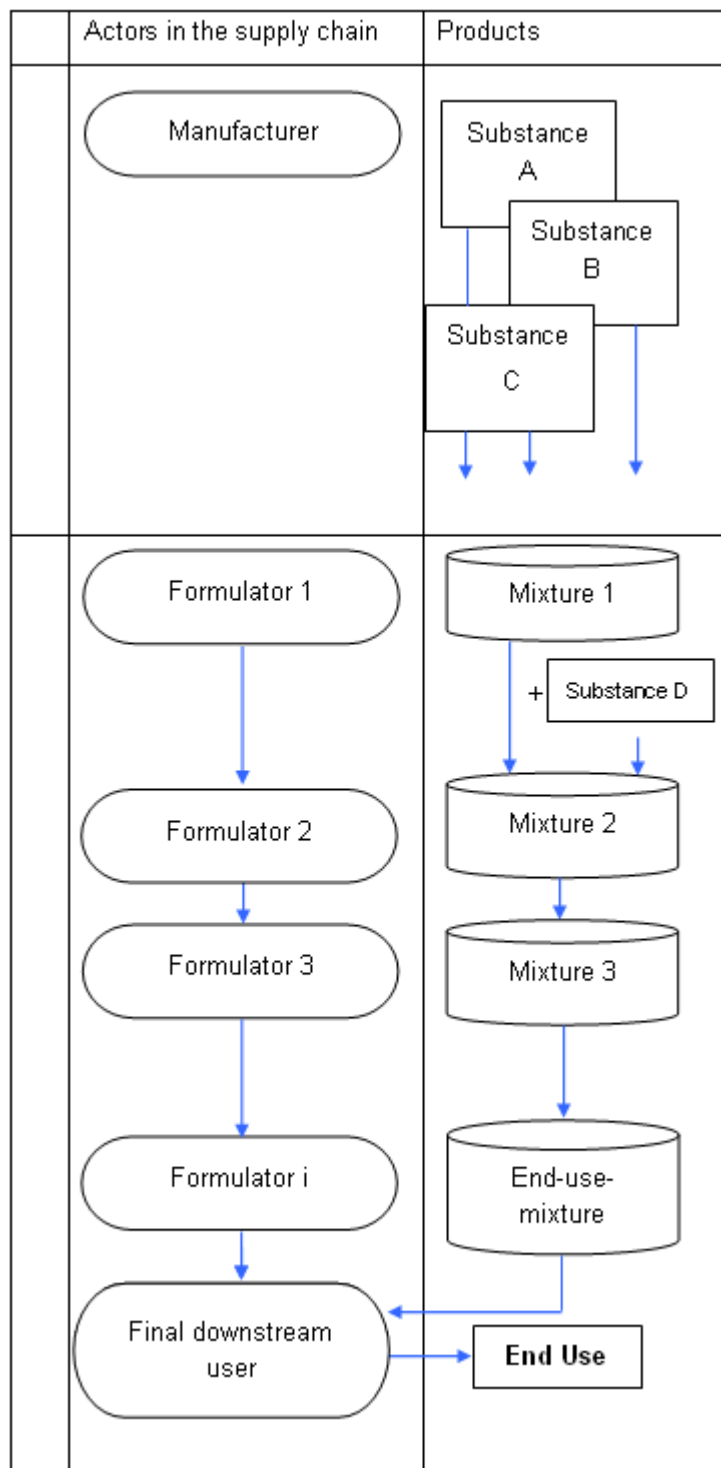 Actors in the supply chain
Products
Manufacturer
Substance
A
Substance
B
Substance
C
Formulator 1
Mixture 1
+
Substance D
Formulator 2
Mixture 2
Formulator 3
Mixture 3
Formulator i
End-use-
mixture
Final downstream
user
End Use